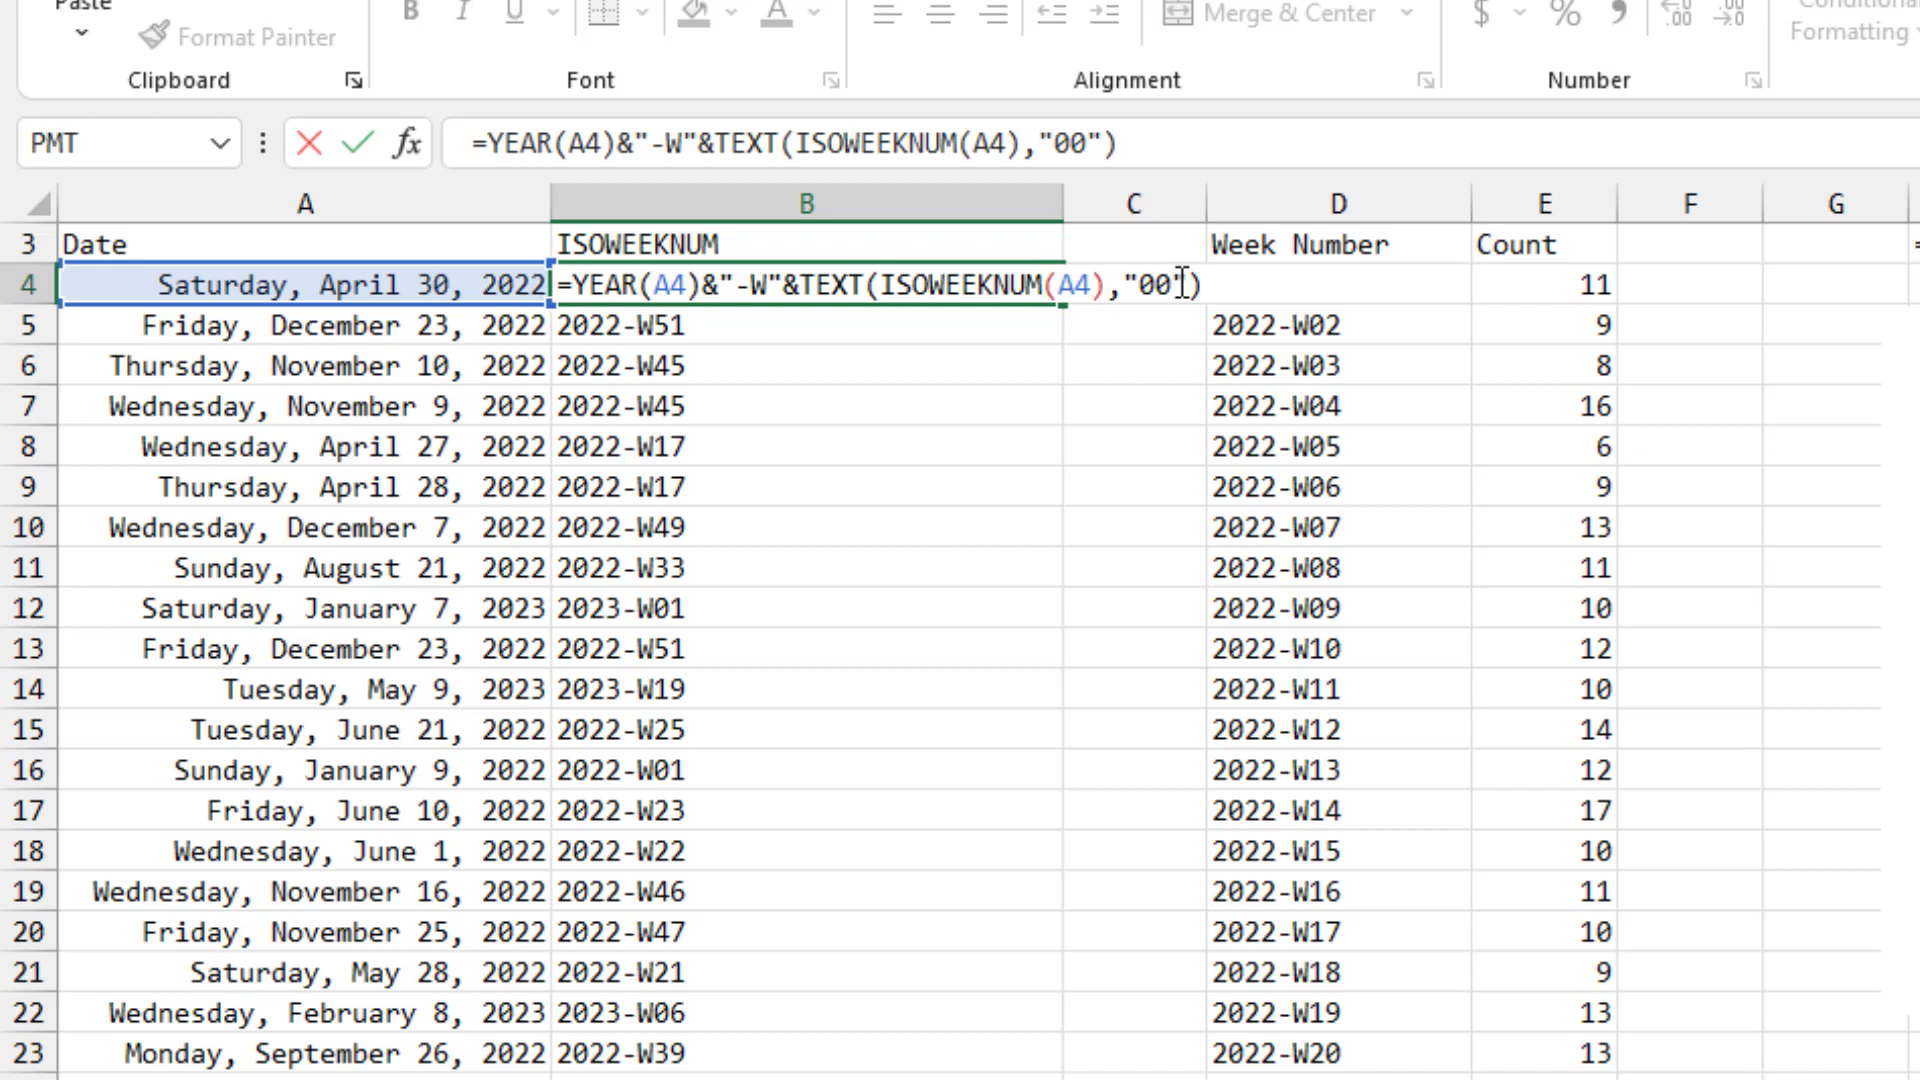 Paste
B I U A Merge & Center $ % 9 .00 .00 Conditional
Format Painter Formatting
Clipboard Font Alignment Number
PMT fx =YEAR(A4)&"-W"&TEXT(ISOWEEKNUM(A4),"00")
A B C D E F G
3 Date ISOWEEKNUM Week Number Count =
4 Saturday, April 30, 2022 =YEAR(A4)&"-W"&TEXT(ISOWEEKNUM(A4),"00") 11
5 Friday, December 23, 2022 2022-W51 2022-W02 9
6 Thursday, November 10, 2022 2022-W45 2022-W03 8
7 Wednesday, November 9, 2022 2022-W45 2022-W04 16
8 Wednesday, April 27, 2022 2022-W17 2022-W05 6
9 Thursday, April 28, 2022 2022-W17 2022-W06 9
10 Wednesday, December 7, 2022 2022-W49 2022-W07 13
11 Sunday, August 21, 2022 2022-W33 2022-W08 11
12 Saturday, January 7, 2023 2023-W01 2022-W09 10
13 Friday, December 23, 2022 2022-W51 2022-W10 12
14 Tuesday, May 9, 2023 2023-W19 2022-W11 10
15 Tuesday, June 21, 2022 2022-W25 2022-W12 14
16 Sunday, January 9, 2022 2022-W01 2022-W13 12
17 Friday, June 10, 2022 2022-W23 2022-W14 17
18 Wednesday, June 1, 2022 2022-W22 2022-W15 10
19 Wednesday, November 16, 2022 2022-W46 2022-W16 11
20 Friday, November 25, 2022 2022-W47 2022-W17 10
21 Saturday, May 28, 2022 2022-W21 2022-W18 9
22 Wednesday, February 8, 2023 2023-W06 2022-W19 13
23 Monday, September 26, 2022 2022-W39 2022-W20 13